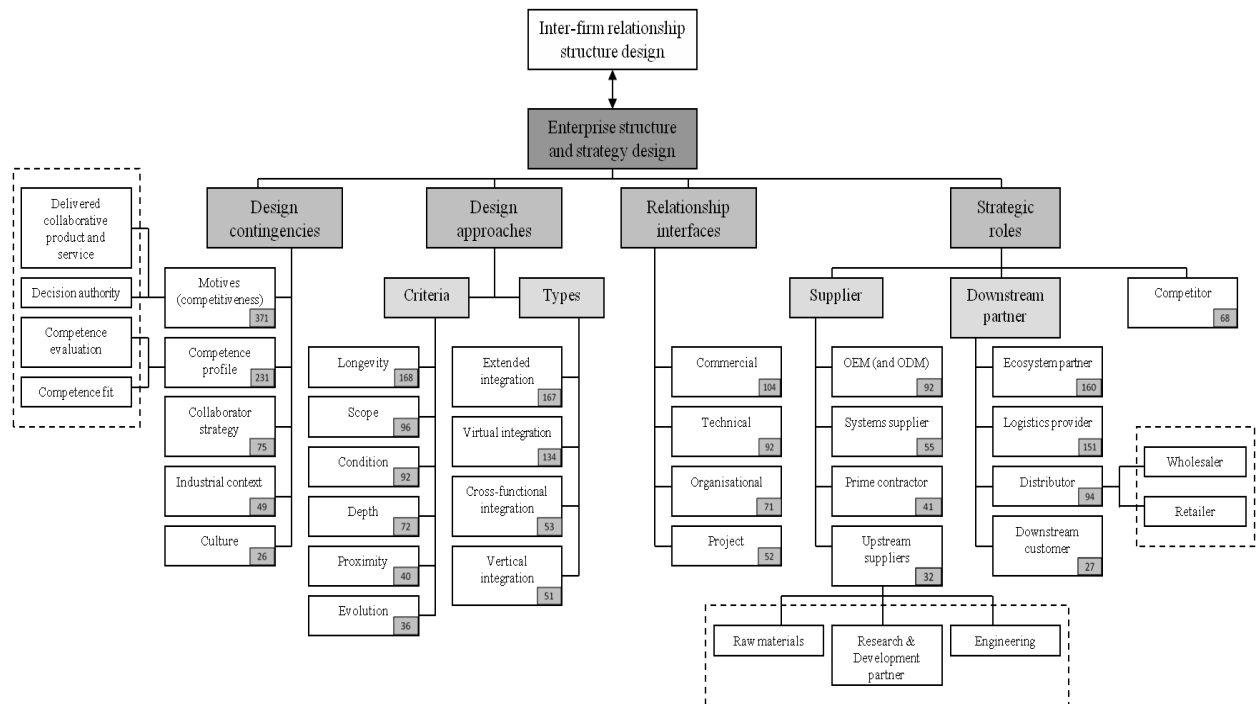 Inter-firm relationship
structure design
Enterprise structure
and strategy design
Design
contingencies
Design
approaches
Relationship
interfaces
Strategic
roles
Delivered
collaborative
product and
service
Decision authority
Competence
evaluation
Competence fit
Motives
(competitiveness)
371
Competence
profile
231
Collaborator
strategy
75
Industrial context
49
Culture
26
Criteria
Types
Longevity
168
Scope
96
Condition
92
Depth
72
Proximity
40
Evolution
36
Extended
integration
167
Virtual integration
134
Cross-functional
integration
53
Vertical
integration
51
Commercial
104
Technical
92
Organisational
71
Project
52
Supplier
Downstream
partner
Competitor
68
OEM (and ODM)
92
Systems supplier
55
Prime contractor
41
Upstream
suppliers
32
Ecosystem partner
160
Logistics provider
151
Distributor
94
Downstream
customer
27
Wholesaler
Retailer
Raw materials
Research &
Development
partner
Engineering